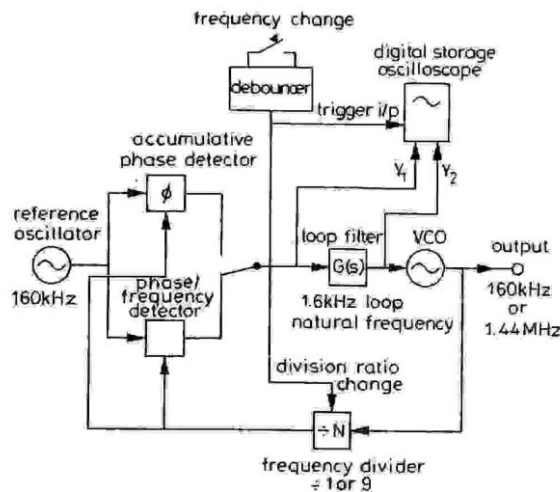 frequency change
debouncer
digital storage
oscilloscope
trigger i/p
accumulative
phase detector
ϕ
Y1
Y2
reference
oscillator
160kHz
phase/
frequency
detector
loop filter
G(s)
VCO
1.6kHz loop
natural frequency
output
160kHz
or
1.44MHz
division ratio
change
÷N
frequency divider
÷ 1 or 9